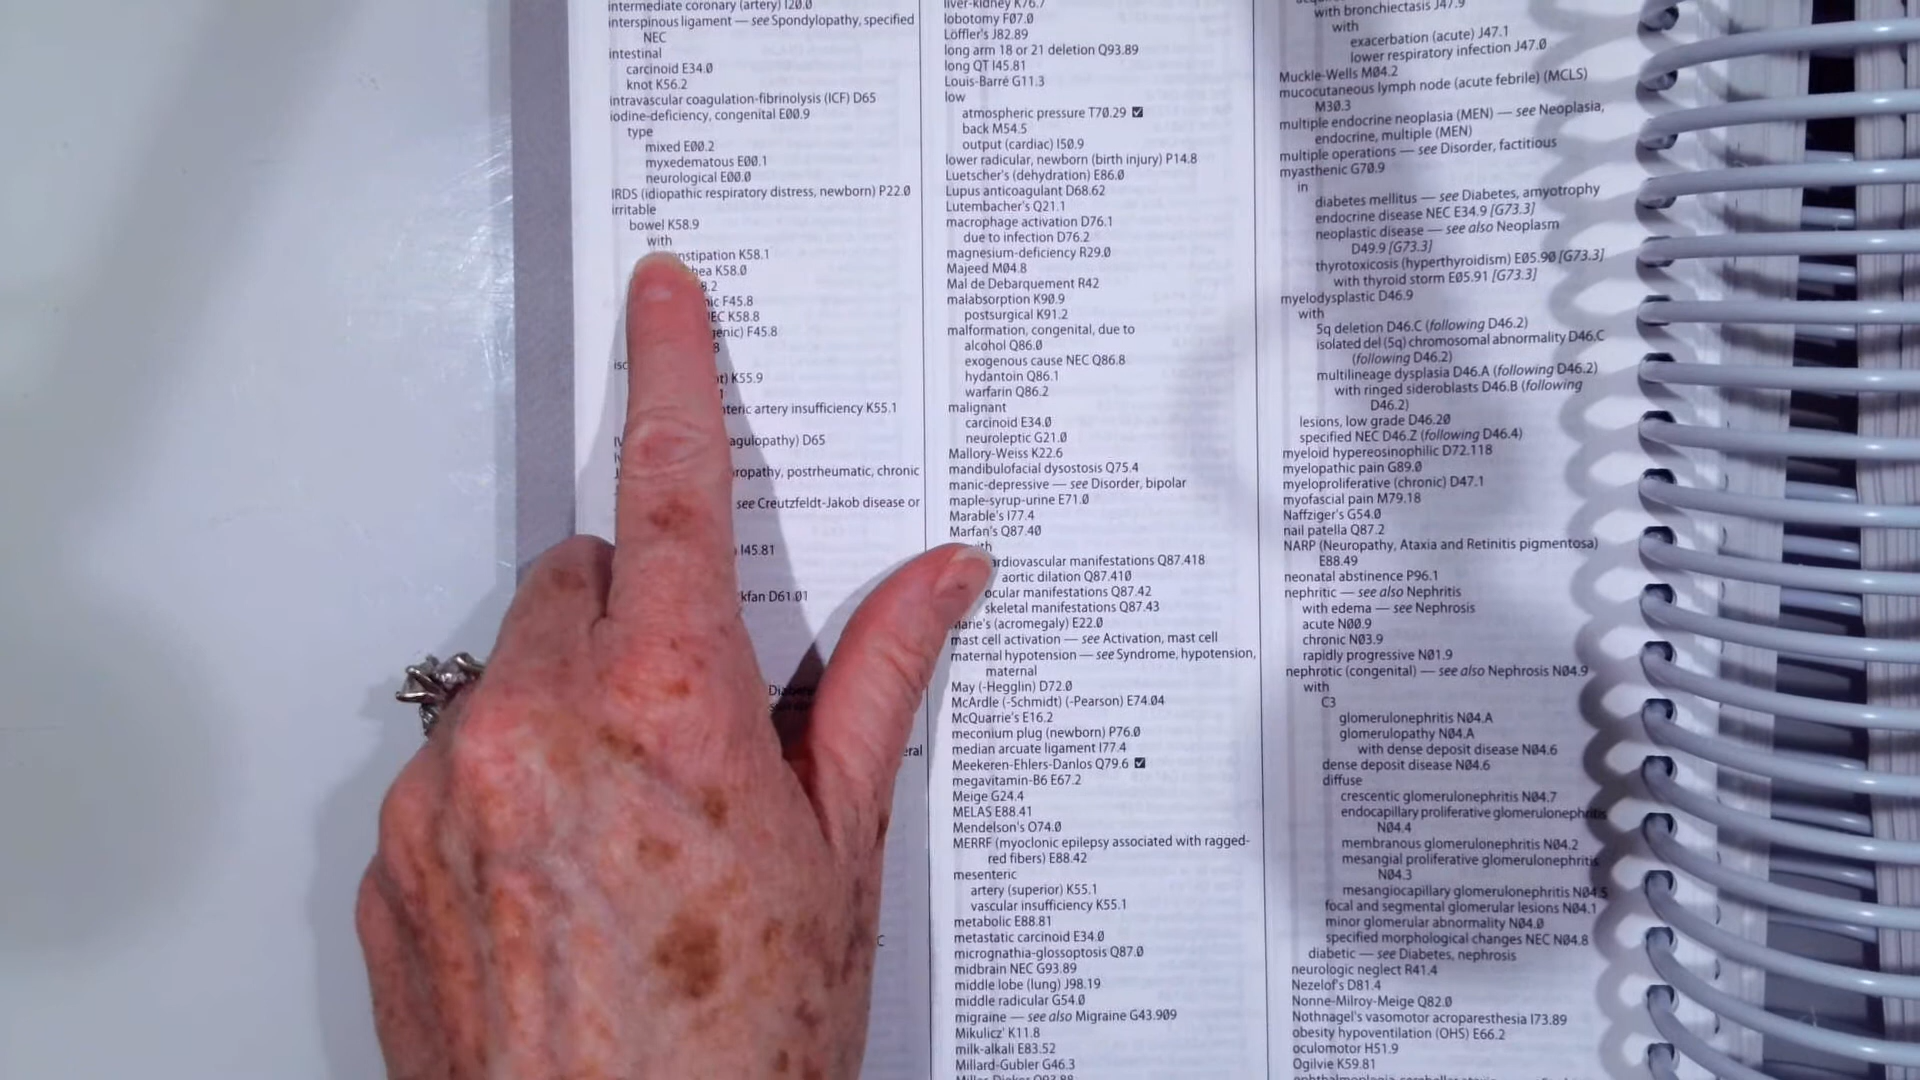 intermediate coronary (artery) I20.0
interspinous ligament — see Spondylopathy, specified
NEC
intestinal
carcinoid E34.0
knot K56.2
intravascular coagulation-fibrinolysis (ICF) D65
iodine-deficiency, congenital E00.9
type
mixed E00.2
myxedematous E00.1
neurological E00.0
IRDS (idiopathic respiratory distress, newborn) P22.0
irritable
bowel K58.9
with
nstipation K58.1
hea K58.0
8.2
nic F45.8
EC K58.8
genic) F45.8
8
isc
nt) K55.9
1
nteric artery insufficiency K55.1
agulopathy) D65
ropathy, postrheumatic, chronic
see Creutzfeldt-Jakob disease or
I45.81
kfan D61.01
eral
C
liver-kidney K76.7
lobotomy F07.0
Löffler's J82.89
long arm 18 or 21 deletion Q93.89
long QT I45.81
Louis-Barré G11.3
low
atmospheric pressure T70.29 ☑
back M54.5
output (cardiac) I50.9
lower radicular, newborn (birth injury) P14.8
Luetscher's (dehydration) E86.0
Lupus anticoagulant D68.62
Lutembacher's Q21.1
macrophage activation D76.1
due to infection D76.2
magnesium-deficiency R29.0
Majeed M04.8
Mal de Debarquement R42
malabsorption K90.9
postsurgical K91.2
malformation, congenital, due to
alcohol Q86.0
exogenous cause NEC Q86.8
hydantoin Q86.1
warfarin Q86.2
malignant
carcinoid E34.0
neuroleptic G21.0
Mallory-Weiss K22.6
mandibulofacial dysostosis Q75.4
manic-depressive — see Disorder, bipolar
maple-syrup-urine E71.0
Marable's I77.4
Marfan's Q87.40
ith
ardiovascular manifestations Q87.418
aortic dilation Q87.410
ocular manifestations Q87.42
skeletal manifestations Q87.43
Marie's (acromegaly) E22.0
mast cell activation — see Activation, mast cell
maternal hypotension — see Syndrome, hypotension,
maternal
May (-Hegglin) D72.0
McArdle (-Schmidt) (-Pearson) E74.04
McQuarrie's E16.2
meconium plug (newborn) P76.0
median arcuate ligament I77.4
Meekeren-Ehlers-Danlos Q79.6 ☑
megavitamin-B6 E67.2
Meige G24.4
MELAS E88.41
Mendelson's O74.0
MERRF (myoclonic epilepsy associated with ragged-
red fibers) E88.42
mesenteric
artery (superior) K55.1
vascular insufficiency K55.1
metabolic E88.81
metastatic carcinoid E34.0
micrognathia-glossoptosis Q87.0
midbrain NEC G93.89
middle lobe (lung) J98.19
middle radicular G54.0
migraine — see also Migraine G43.909
Mikulicz' K11.8
milk-alkali E83.52
Millard-Gubler G46.3
with bronchiectasis J47.9
with
exacerbation (acute) J47.1
lower respiratory infection J47.0
Muckle-Wells M04.2
mucocutaneous lymph node (acute febrile) (MCLS)
M30.3
multiple endocrine neoplasia (MEN) — see Neoplasia,
endocrine, multiple (MEN)
multiple operations — see Disorder, factitious
myasthenic G70.9
in
diabetes mellitus — see Diabetes, amyotrophy
endocrine disease NEC E34.9 [G73.3]
neoplastic disease — see also Neoplasm
D49.9 [G73.3]
thyrotoxicosis (hyperthyroidism) E05.90 [G73.3]
with thyroid storm E05.91 [G73.3]
myelodysplastic D46.9
with
5q deletion D46.C (following D46.2)
isolated del (5q) chromosomal abnormality D46.C
(following D46.2)
multilineage dysplasia D46.A (following D46.2)
with ringed sideroblasts D46.B (following
D46.2)
lesions, low grade D46.20
specified NEC D46.Z (following D46.4)
myeloid hypereosinophilic D72.118
myelopathic pain G89.0
myeloproliferative (chronic) D47.1
myofascial pain M79.18
Naffziger's G54.0
nail patella Q87.2
NARP (Neuropathy, Ataxia and Retinitis pigmentosa)
E88.49
neonatal abstinence P96.1
nephritic — see also Nephritis
with edema — see Nephrosis
acute N00.9
chronic N03.9
rapidly progressive N01.9
nephrotic (congenital) — see also Nephrosis N04.9
with
C3
glomerulonephritis N04.A
glomerulopathy N04.A
with dense deposit disease N04.6
dense deposit disease N04.6
diffuse
crescentic glomerulonephritis N04.7
endocapillary proliferative glomerulonephritis
N04.4
membranous glomerulonephritis N04.2
mesangial proliferative glomerulonephritis
N04.3
mesangiocapillary glomerulonephritis N04.5
focal and segmental glomerular lesions N04.1
minor glomerular abnormality N04.0
specified morphological changes NEC N04.8
diabetic — see Diabetes, nephrosis
neurologic neglect R41.4
Nezelof's D81.4
Nonne-Milroy-Meige Q82.0
Nothnagel's vasomotor acroparesthesia I73.89
obesity hypoventilation (OHS) E66.2
oculomotor H51.9
Ogilvie K59.81